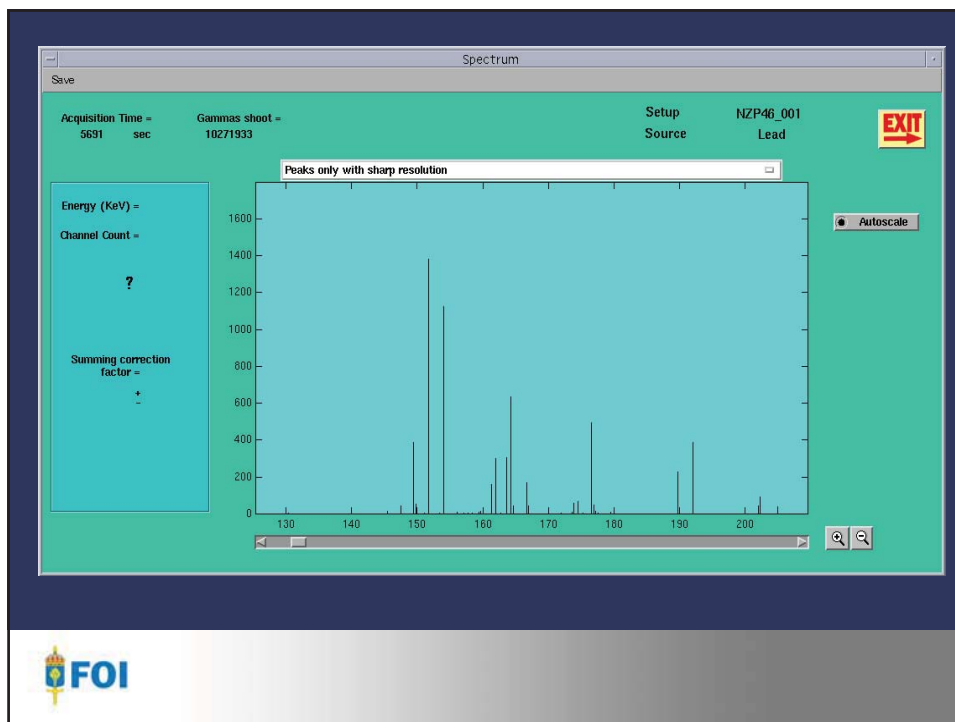 Spectrum
Save
Acquisition Time =
5691 sec
Gammas shoot =
10271933
Setup NZP46_001
Source Lead
EXIT
Peaks only with sharp resolution
Energy (KeV) =
Channel Count =
?
Summing correction
factor =
+
-
Autoscale
1600
1400
1200
1000
800
600
400
200
0
130 140 150 160 170 180 190 200
FOI